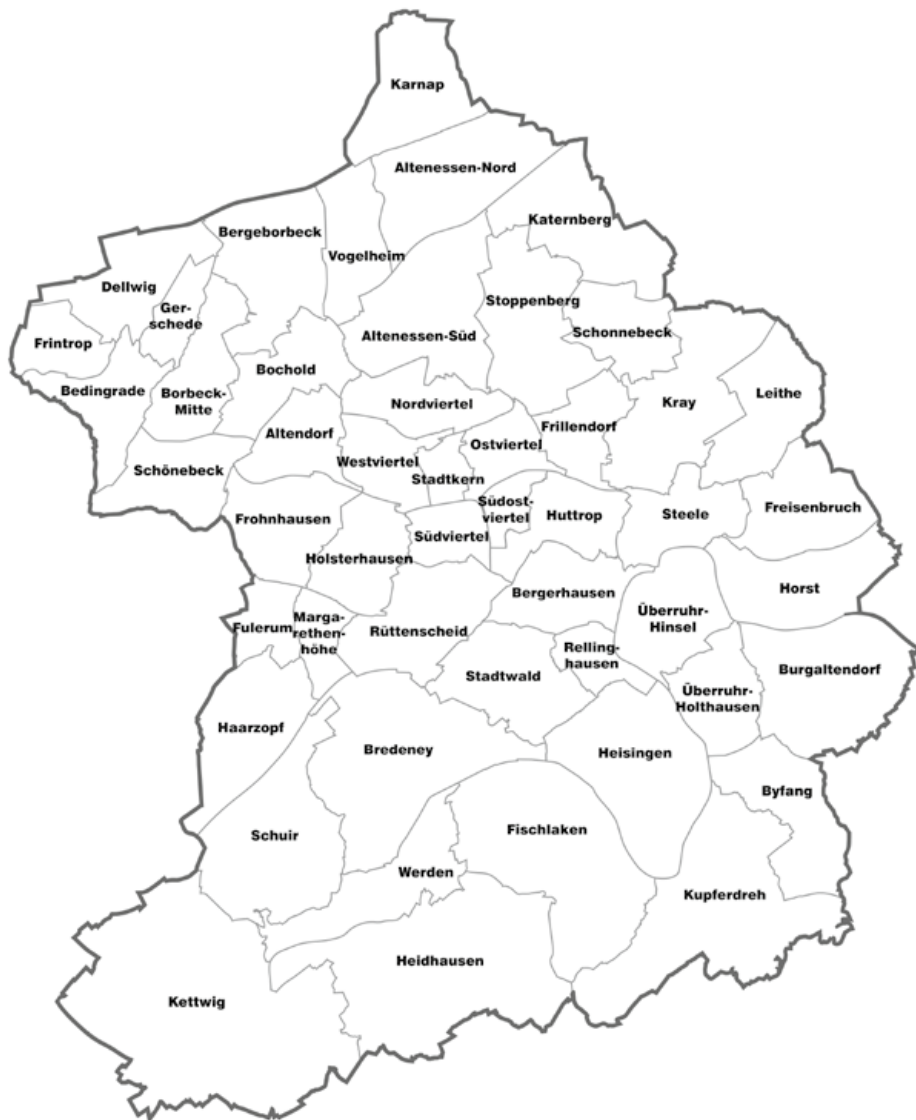 Karnap
Altenessen-Nord
Katernberg
Bergeborbeck
Vogelheim
Dellwig
Ger-
schede
Stoppenberg
Schonnebeck
Frintrop
Altenessen-Süd
Bochold
Bedingrade
Borbeck-
Mitte
Nordviertel
Kray
Leithe
Altendorf
Frillendorf
Ostviertel
Westviertel
Stadtkern
Schönebeck
Südost-
viertel
Huttrop
Steele
Freisenbruch
Frohnhausen
Südviertel
Holsterhausen
Bergerhausen
Überruhr-
Hinsel
Horst
Fulerum
Marga-
rethen-
höhe
Rüttenscheid
Relling-
hausen
Stadtwald
Burgaltendorf
Überruhr-
Holthausen
Haarzopf
Bredeney
Heisingen
Byfang
Schuir
Fischlaken
Werden
Kupferdreh
Heidhausen
Kettwig